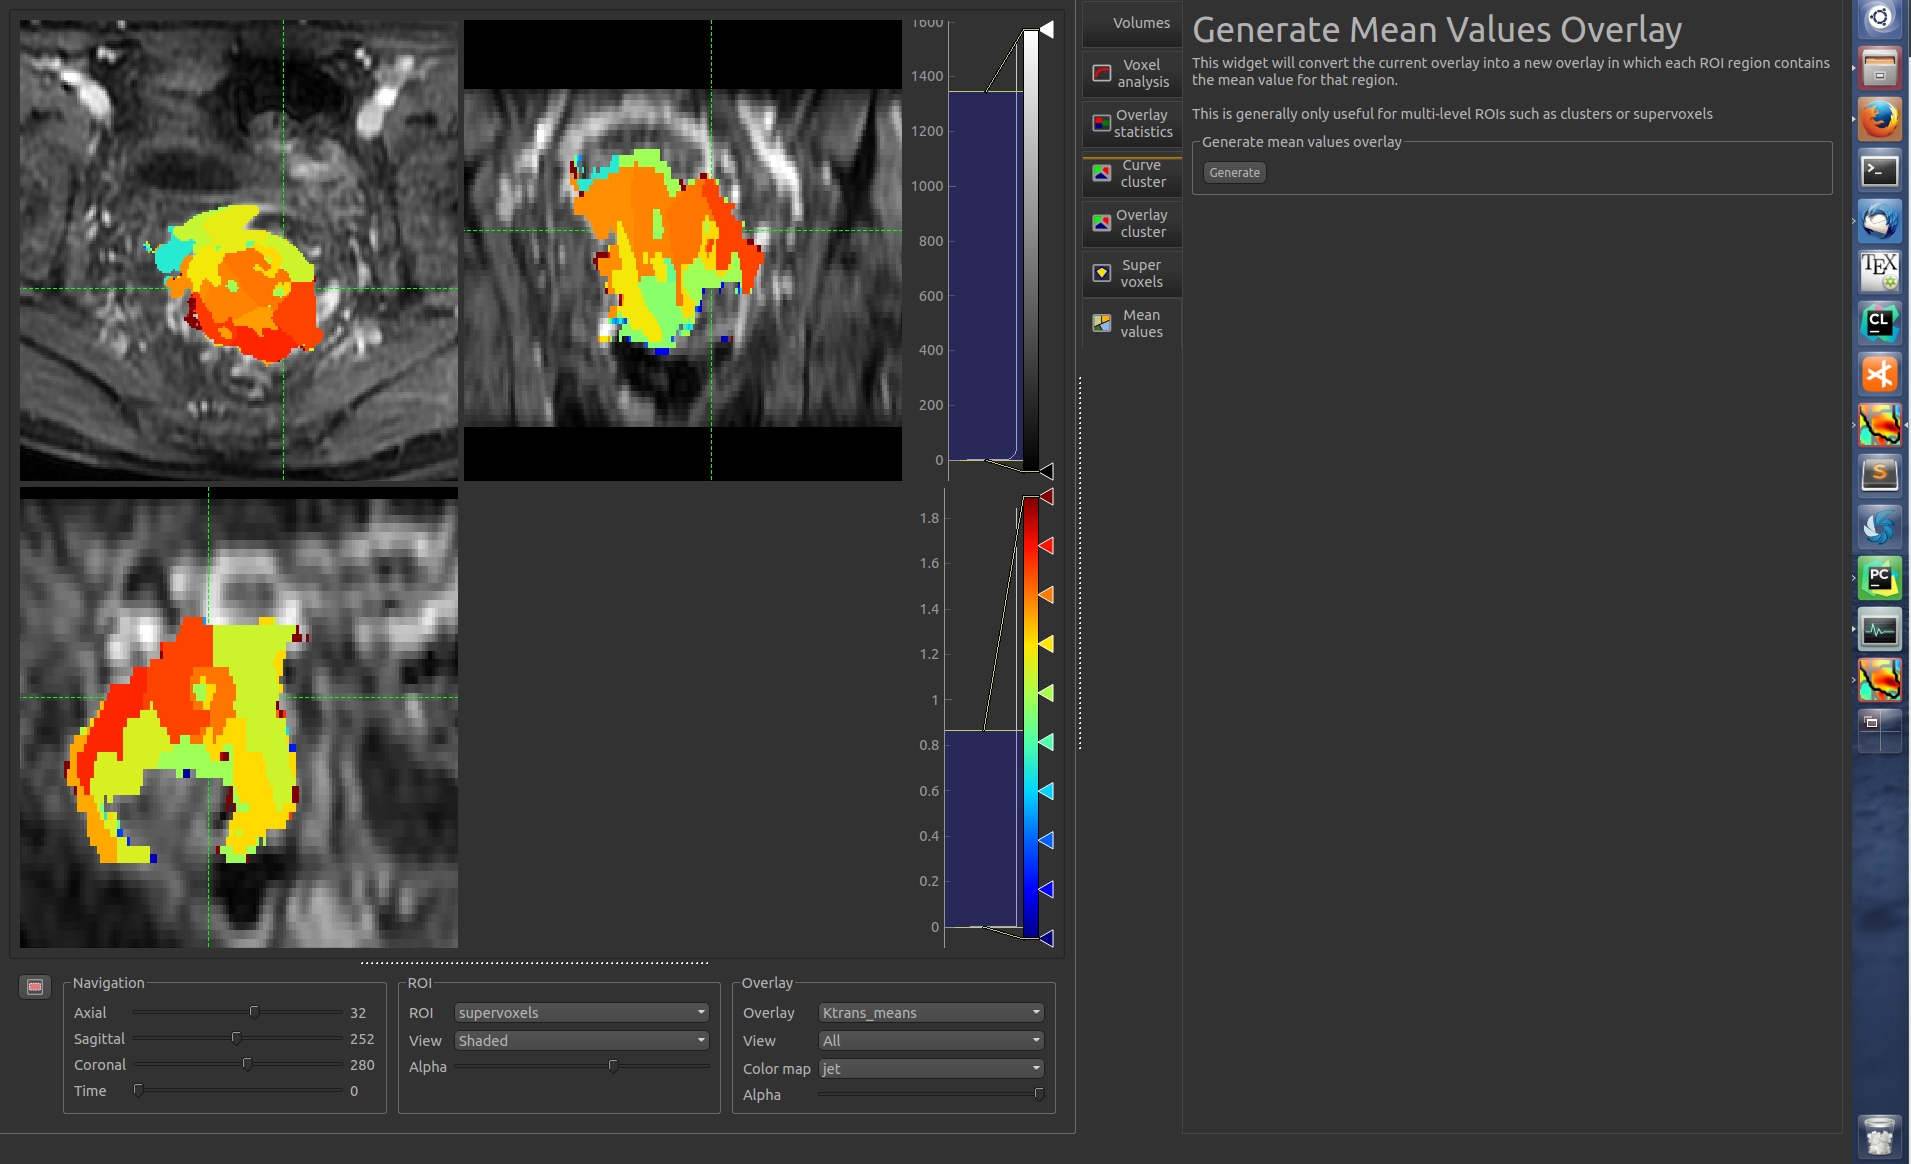 1600
1400
1200
1000
800
600
400
200
0
1.8
1.6
1.4
1.2
1
0.8
0.6
0.4
0.2
0
Navigation
Axial 32
Sagittal 252
Coronal 280
Time 0
ROI
ROI supervoxels
View Shaded
Alpha
Overlay
Overlay Ktrans_means
View All
Color map jet
Alpha
Volumes
Voxel
analysis
Overlay
statistics
Curve
cluster
Overlay
cluster
Super
voxels
Mean
values
Generate Mean Values Overlay
This widget will convert the current overlay into a new overlay in which each ROI region contains
the mean value for that region.
This is generally only useful for multi-level ROIs such as clusters or supervoxels
Generate mean values overlay
Generate
>_
TEX
CL
S
PC